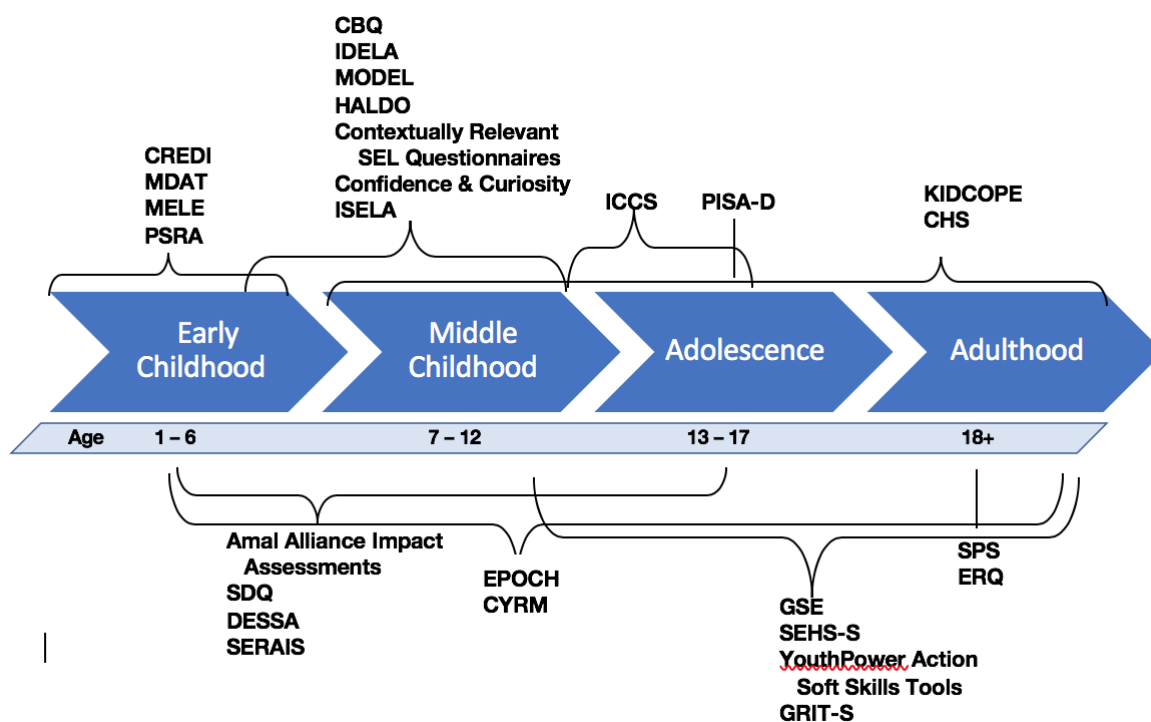 CBQ
IDELA
MODEL
HALDO
Contextually Relevant
SEL Questionnaires
Confidence & Curiosity
ISELA
CREDI
MDAT
MELE
PSRA
ICCS
PISA-D
KIDCOPE
CHS
Early
Childhood
Middle
Childhood
Adolescence
Adulthood
Age
1 – 6
7 – 12
13 – 17
18+
Amal Alliance Impact
Assessments
SDQ
DESSA
SERAIS
EPOCH
CYRM
SPS
ERQ
GSE
SEHS-S
YouthPower Action
Soft Skills Tools
GRIT-S